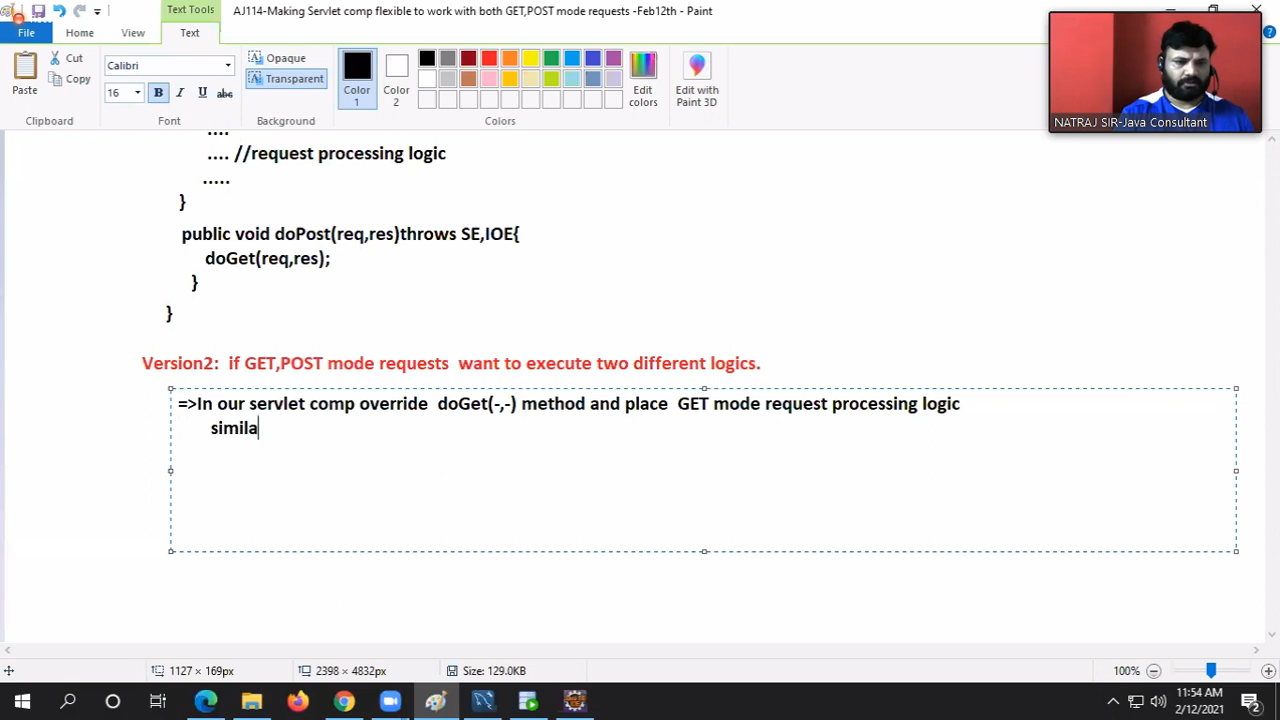 Text Tools
AJ114-Making Servlet comp flexible to work with both GET,POST mode requests -Feb12th - Paint
File
Home
View
Text
Paste
Cut
Copy
Clipboard
Calibri
16
B I U abc
Font
Opaque
Transparent
Background
Color 1
Color 2
Edit colors
Edit with Paint 3D
Colors
NATRAJ SIR-Java Consultant
....
.... //request processing logic
.....
}
public void doPost(req,res)throws SE,IOE{
doGet(req,res);
}
}
Version2: if GET,POST mode requests want to execute two different logics.
=>In our servlet comp override doGet(-,-) method and place GET mode request processing logic
simila
1127 × 169px
2398 × 4832px
Size: 129.0KB
100%
11:54 AM
2/12/2021
2